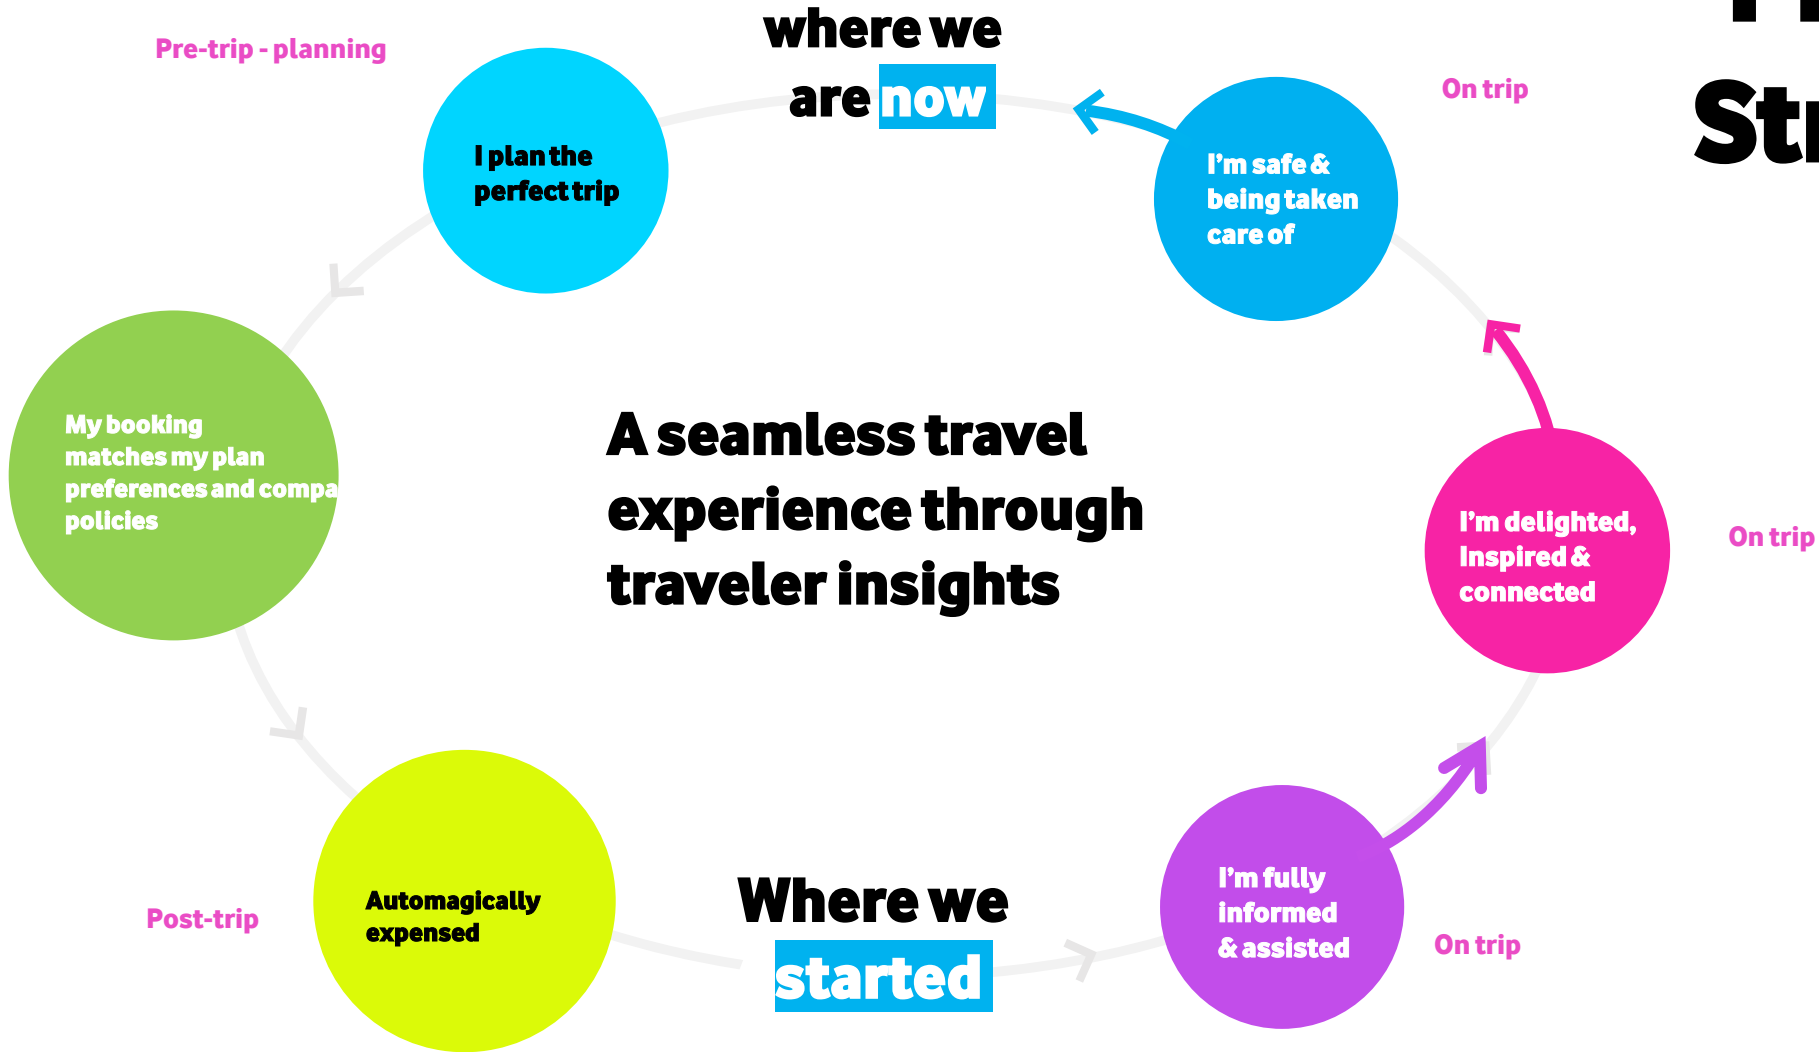 where we
are now
Pre-trip - planning
On trip
I plan the
perfect trip
I'm safe &
being taken
care of
My booking
matches my plan
preferences and compa
policies
A seamless travel
experience through
traveler insights
I'm delighted,
Inspired &
connected
On trip
Automagically
expensed
Post-trip
Where we
started
I'm fully
informed
& assisted
On trip